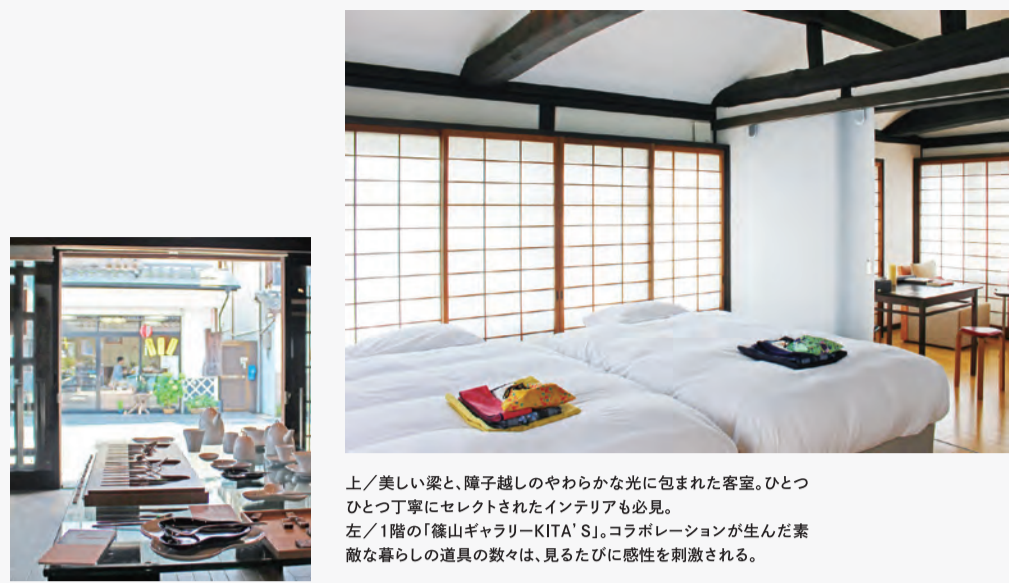 上／美しい梁と、障子越しのやわらかな光に包まれた客室。ひとつ
ひとつ丁寧にセレクトされたインテリアも必見。
左／1階の「篠山ギャラリーKITA'S」。コラボレーションが生んだ素
敵な暮らしの道具の数々は、見るたびに感性を刺激される。